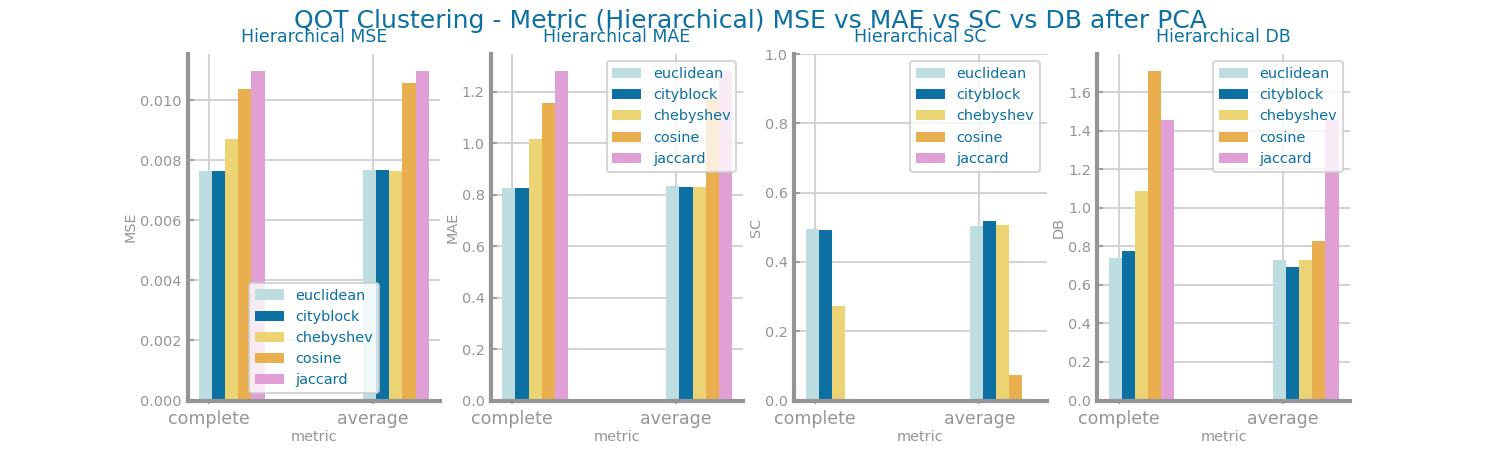 QOT Clustering - Metric (Hierarchical) MSE vs MAE vs SC vs DB after PCA
Hierarchical MSE
MSE
0.010
0.008
0.006
0.004
0.002
0.000
euclidean
cityblock
chebyshev
cosine
jaccard
complete average
metric
Hierarchical MAE
MAE
1.2
1.0
0.8
0.6
0.4
0.2
0.0
euclidean
cityblock
chebyshev
cosine
jaccard
complete average
metric
Hierarchical SC
SC
1.0
0.8
0.6
0.4
0.2
0.0
euclidean
cityblock
chebyshev
cosine
jaccard
complete average
metric
Hierarchical DB
DB
1.6
1.4
1.2
1.0
0.8
0.6
0.4
0.2
0.0
euclidean
cityblock
chebyshev
cosine
jaccard
complete average
metric